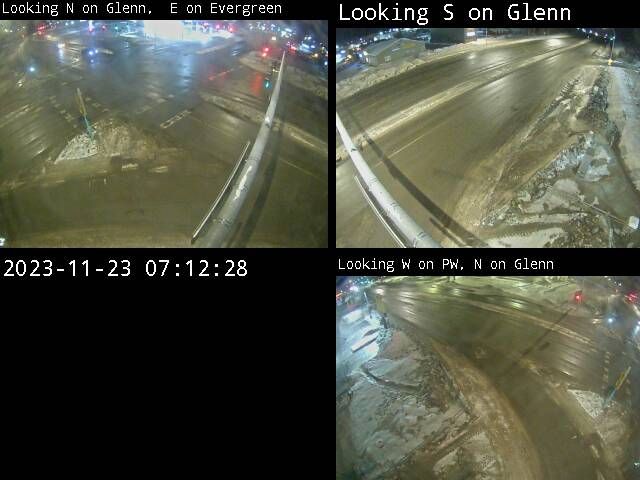 Looking N on Glenn,  E on Evergreen
Looking S on Glenn
2023-11-23 07:12:28
Looking W on PW, N on Glenn